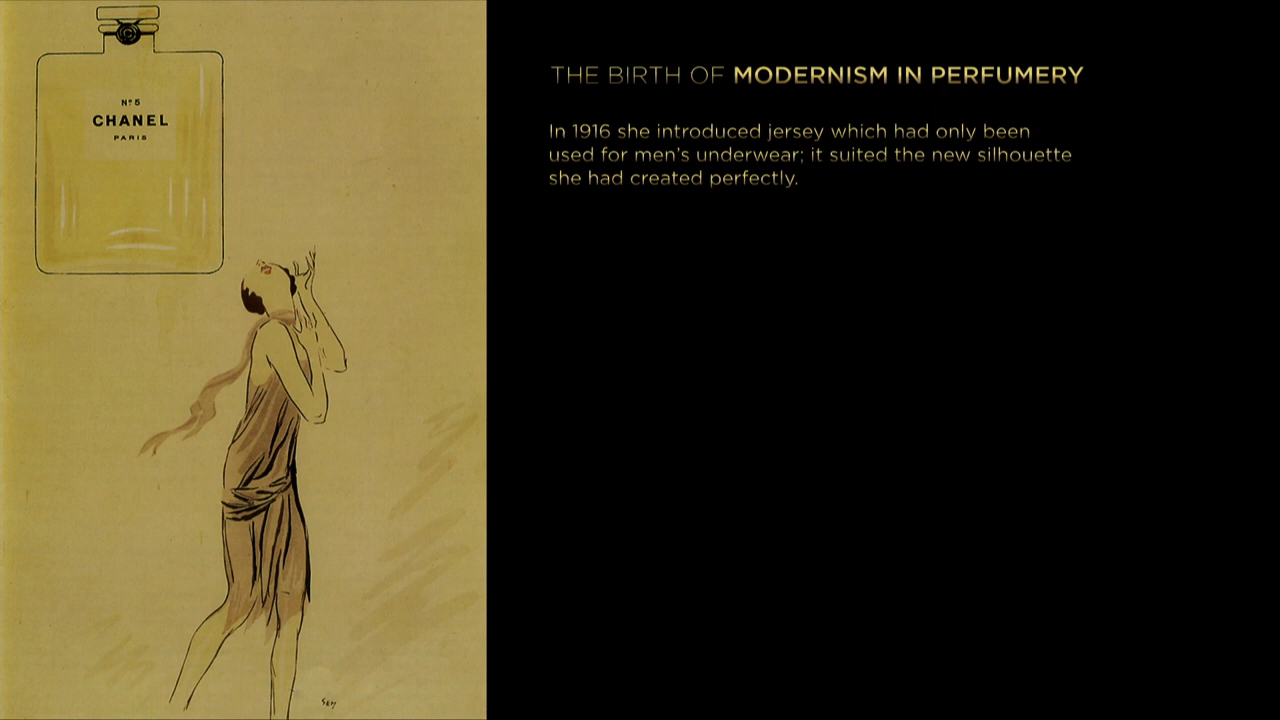 N°5
CHANEL
PARIS
THE BIRTH OF MODERNISM IN PERFUMERY
In 1916 she introduced jersey which had only been
used for men's underwear; it suited the new silhouette
she had created perfectly.
SEM